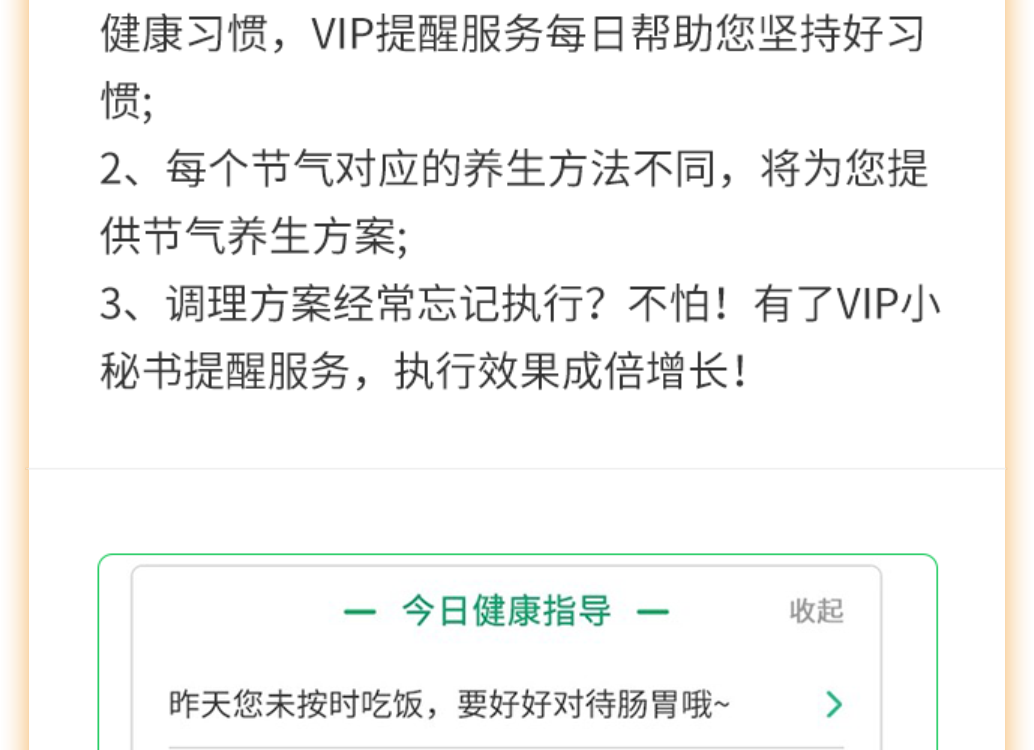 健康习惯，VIP提醒服务每日帮助您坚持好习
惯;
2、每个节气对应的养生方法不同，将为您提
供节气养生方案;
3、调理方案经常忘记执行？不怕！有了VIP小
秘书提醒服务，执行效果成倍增长！
— 今日健康指导 — 收起
昨天您未按时吃饭，要好好对待肠胃哦~